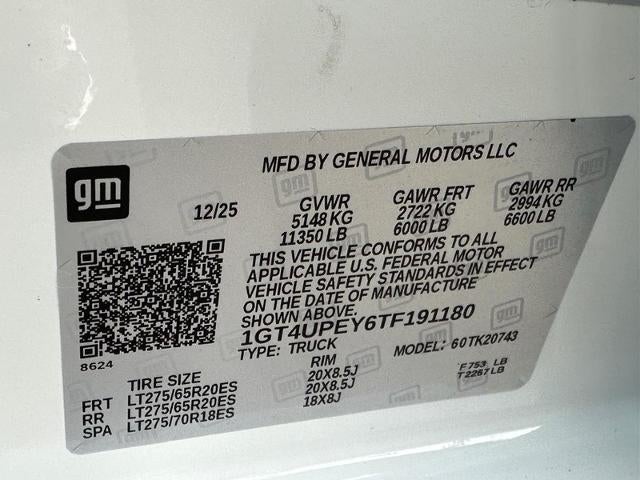 MFD BY GENERAL MOTORS LLC
gm
12/25
GVWR GAWR FRT GAWR RR
5148 KG 2722 KG 2994 KG
11350 LB 6000 LB 6600 LB
THIS VEHICLE CONFORMS TO ALL
APPLICABLE U.S. FEDERAL MOTOR
VEHICLE SAFETY STANDARDS IN EFFECT
ON THE DATE OF MANUFACTURE
SHOWN ABOVE.
1GT4UPEY6TF191180
TYPE: TRUCK MODEL: 60TK20743
8624
TIRE SIZE RIM
FRT LT275/65R20ES 20X8.5J
RR LT275/65R20ES 20X8.5J
SPA LT275/70R18ES 18X8J
F 753 LB
T2267LB